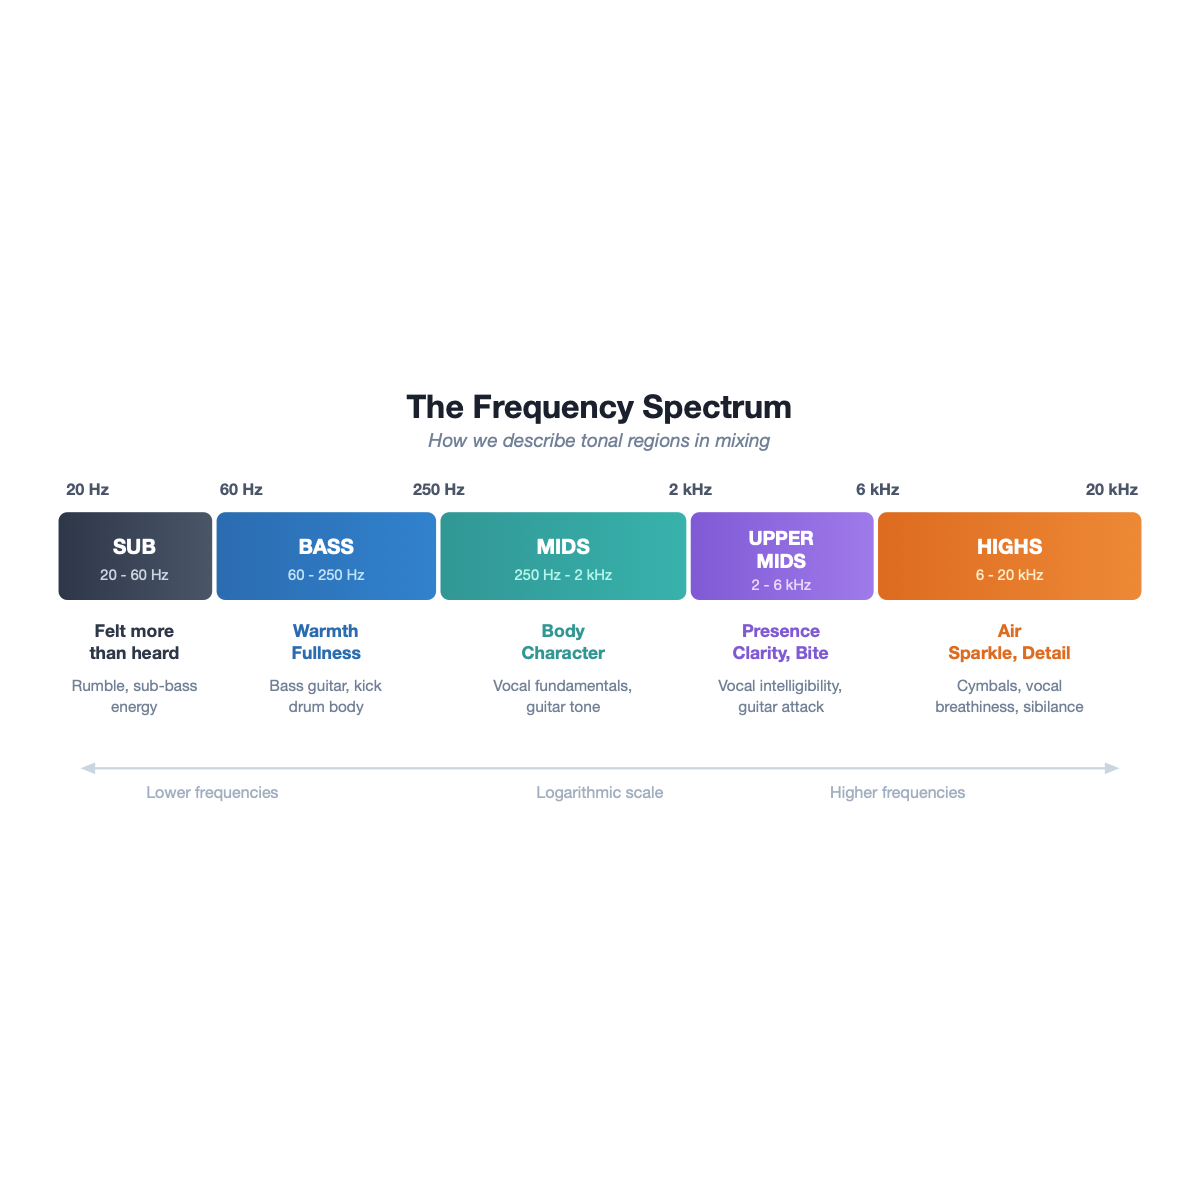 The Frequency Spectrum
How we describe tonal regions in mixing
20 Hz
60 Hz
250 Hz
2 kHz
6 kHz
20 kHz
SUB
20 - 60 Hz
BASS
60 - 250 Hz
MIDS
250 Hz - 2 kHz
UPPER
MIDS
2 - 6 kHz
HIGHS
6 - 20 kHz
Felt more
than heard
Rumble, sub-bass
energy
Warmth
Fullness
Bass guitar, kick
drum body
Body
Character
Vocal fundamentals,
guitar tone
Presence
Clarity, Bite
Vocal intelligibility,
guitar attack
Air
Sparkle, Detail
Cymbals, vocal
breathiness, sibilance
Lower frequencies
Logarithmic scale
Higher frequencies